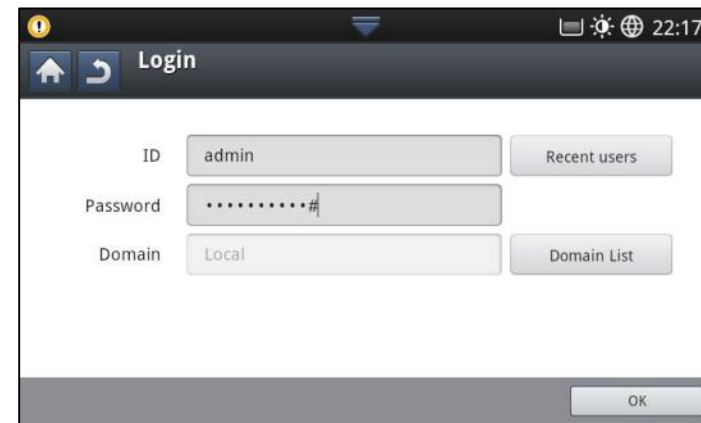 22:17
Login
ID admin Recent users
Password ••••••••••#
Domain Local Domain List
OK